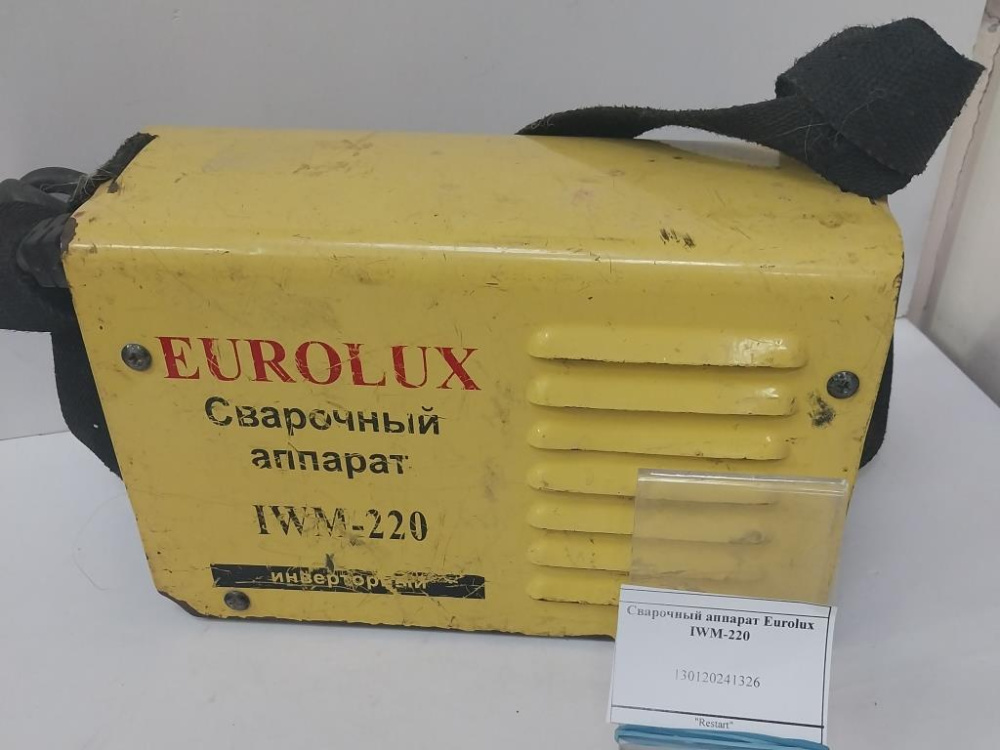 EUROLUX
Сварочный
аппарат
IWM-220
инверторный
Сварочный аппарат Eurolux
IWM-220
130120241326
"Restart"